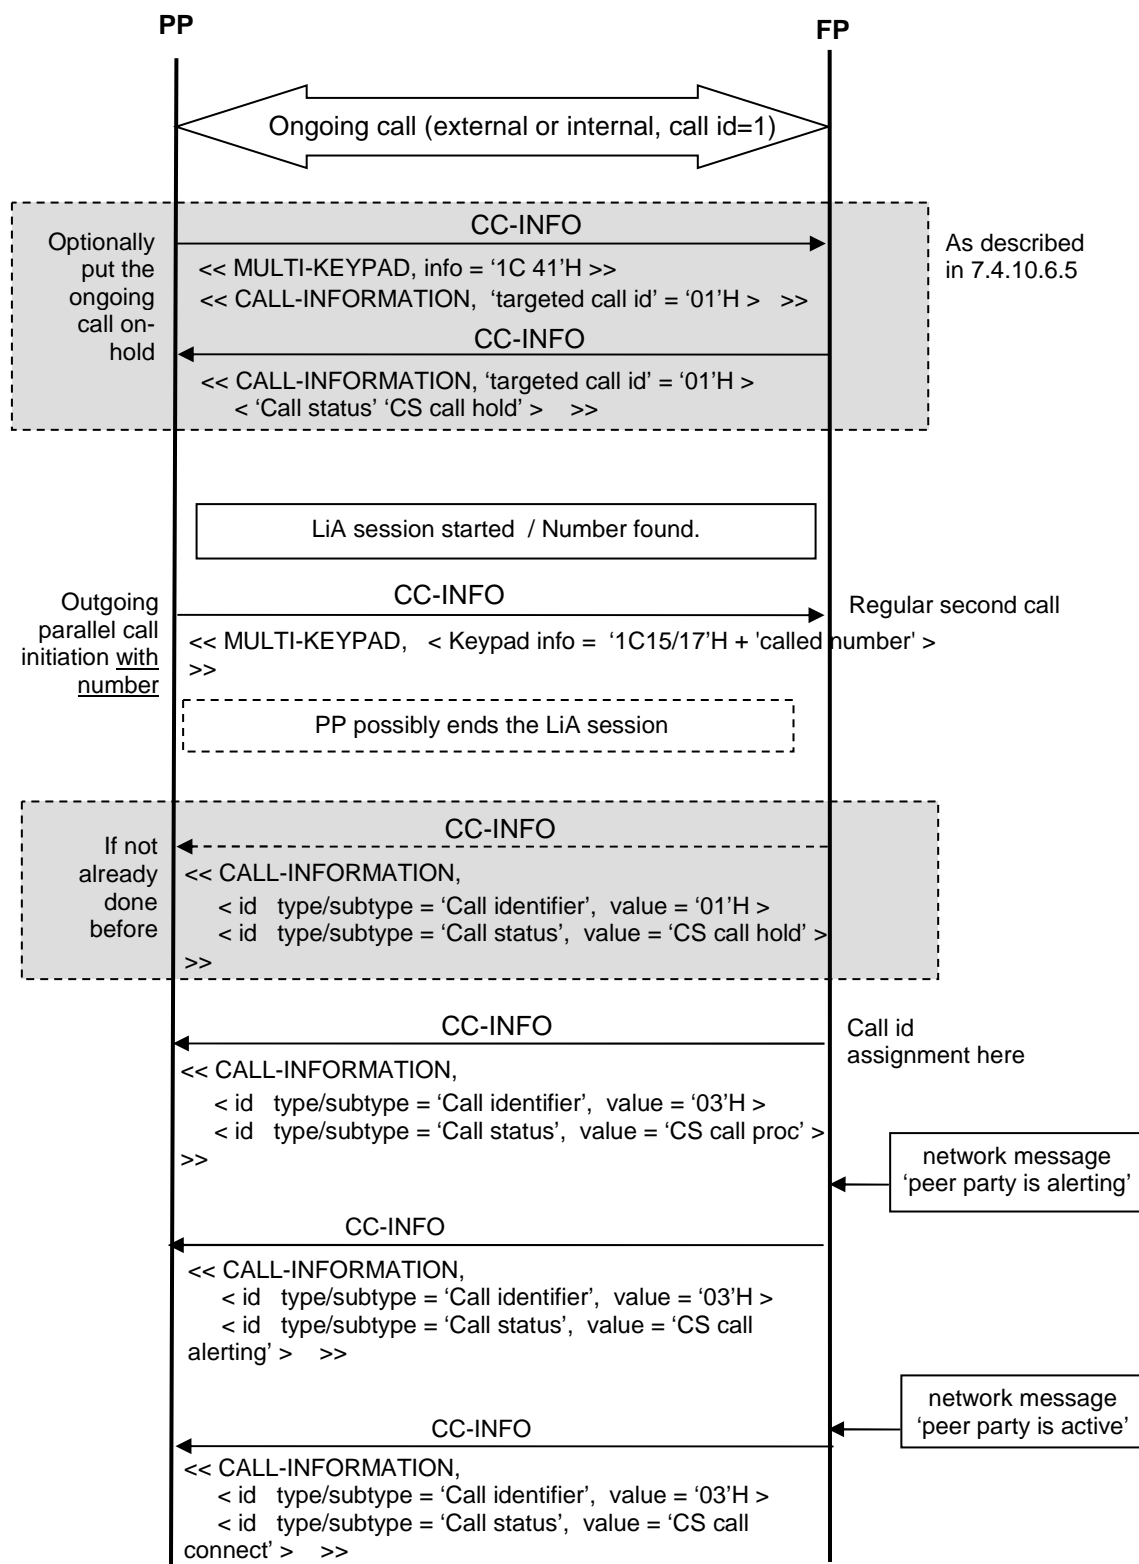 PP
FP
Ongoing call (external or internal, call id=1)
CC-INFO
Optionally
put the
ongoing
call on-
hold
As described
in 7.4.10.6.5
<< MULTI-KEYPAD, info = ‘1C 41’H >>
<< CALL-INFORMATION, ‘targeted call id’ = ‘01’H > >>
CC-INFO
<< CALL-INFORMATION, ‘targeted call id’ = ‘01’H >
< ‘Call status’ ‘CS call hold’ > >>
LiA session started / Number found.
CC-INFO
Outgoing
parallel call
initiation with
number
Regular second call
<< MULTI-KEYPAD, < Keypad info = ‘1C15/17’H + 'called number' >
>>
PP possibly ends the LiA session
CC-INFO
If not
already
done
before
<< CALL-INFORMATION,
< id type/subtype = ‘Call identifier’, value = ‘01’H >
< id type/subtype = ‘Call status’, value = ‘CS call hold’ >
>>
CC-INFO
Call id
assignment here
<< CALL-INFORMATION,
< id type/subtype = ‘Call identifier’, value = ‘03’H >
< id type/subtype = ‘Call status’, value = ‘CS call proc’ >
>>
network message
‘peer party is alerting’
CC-INFO
<< CALL-INFORMATION,
< id type/subtype = ‘Call identifier’, value = ‘03’H >
< id type/subtype = ‘Call status’, value = ‘CS call
alerting’ > >>
network message
‘peer party is active’
CC-INFO
<< CALL-INFORMATION,
< id type/subtype = ‘Call identifier’, value = ‘03’H >
< id type/subtype = ‘Call status’, value = ‘CS call
connect’ > >>